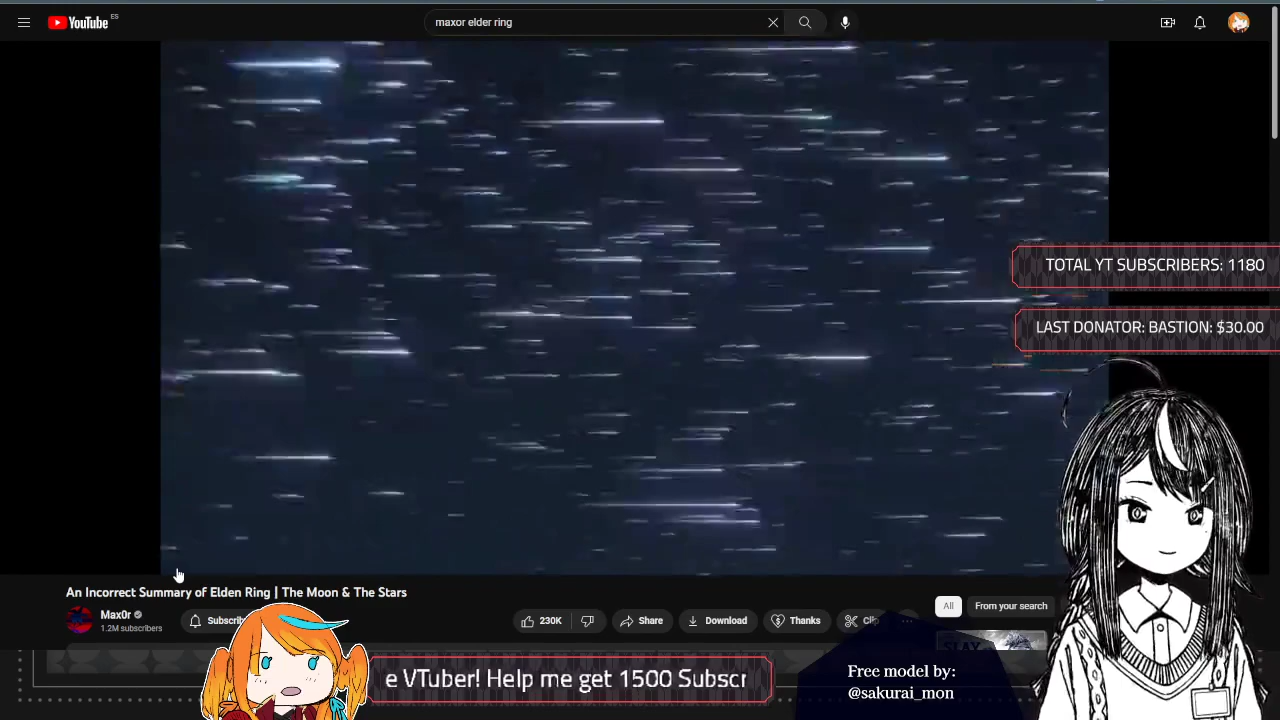 YouTube ES
maxor elder ring
TOTAL YT SUBSCRIBERS: 1180
LAST DONATOR: BASTION: $30.00
An Incorrect Summary of Elden Ring | The Moon & The Stars
Max0r
1.2M subscribers
Subscrib
230K
Share
Download
Thanks
Clip
All
From your search
e VTuber! Help me get 1500 Subscr
Free model by:
@sakurai_mon